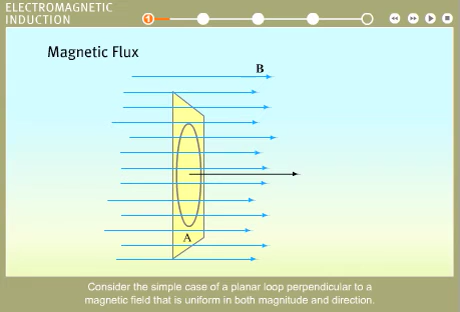 ELECTROMAGNETIC
INDUCTION
1
Magnetic Flux
B
A
Consider the simple case of a planar loop perpendicular to a
magnetic field that is uniform in both magnitude and direction.